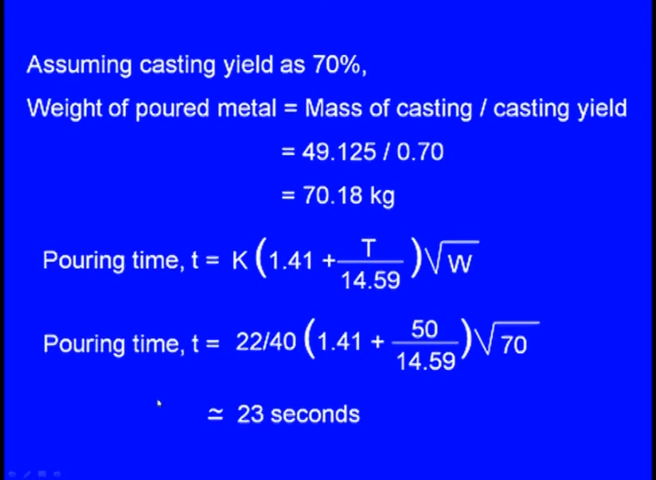 Assuming casting yield as 70%,
Weight of poured metal = Mass of casting / casting yield
= 49.125 / 0.70
= 70.18 kg
Pouring time, t = K (1.41 + T/14.59) √W
Pouring time, t = 22/40 (1.41 + 50/14.59) √70
≃ 23 seconds